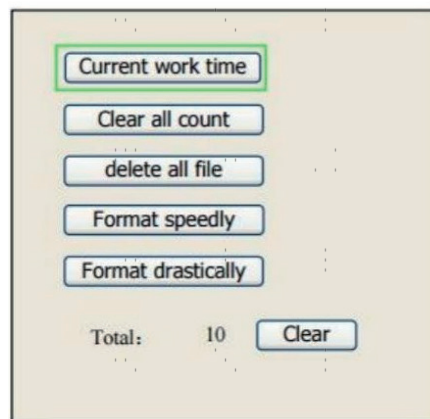 Current work time
Clear all count
delete all file
Format speedly
Format drastically
Total: 10 Clear